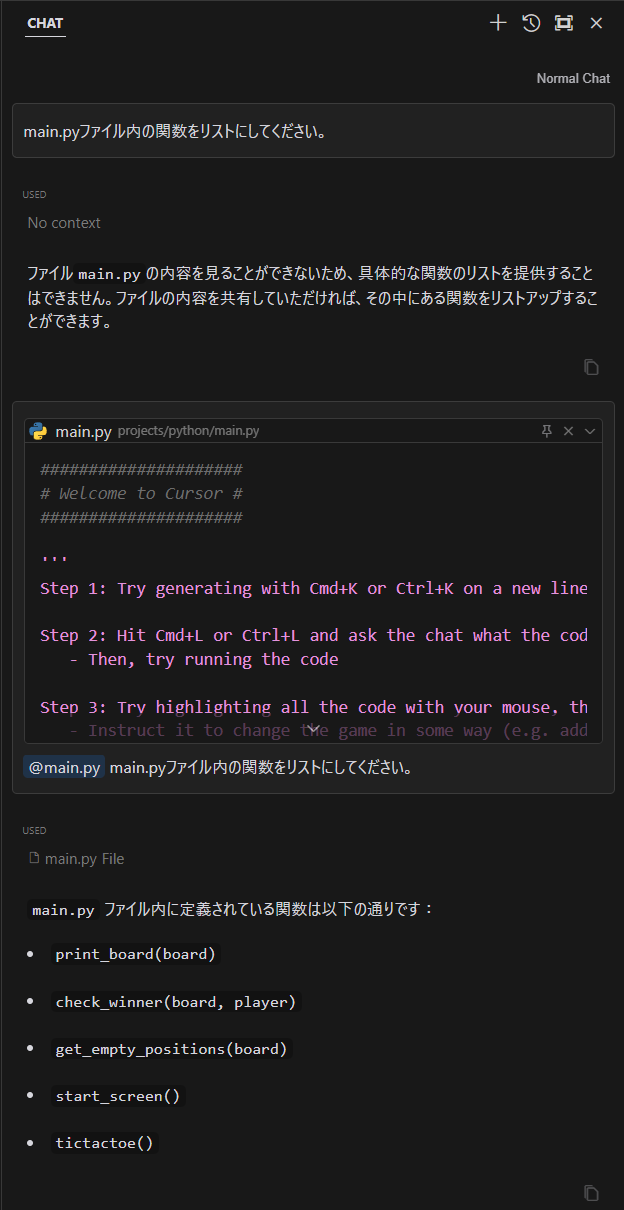 CHAT
Normal Chat
main.pyファイル内の関数をリストにしてください。
USED
No context
ファイル main.py の内容を見ることができないため、具体的な関数のリストを提供すること
はできません。ファイルの内容を共有していただければ、その中にある関数をリストアップするこ
とができます。
main.py projects/python/main.py
#####################
# Welcome to Cursor #
#####################
'''
Step 1: Try generating with Cmd+K or Ctrl+K on a new line
Step 2: Hit Cmd+L or Ctrl+L and ask the chat what the cod
- Then, try running the code
Step 3: Try highlighting all the code with your mouse, th
- Instruct it to change the game in some way (e.g. add
@main.py main.pyファイル内の関数をリストにしてください。
USED
main.py File
main.py ファイル内に定義されている関数は以下の通りです：
• print_board(board)
• check_winner(board, player)
• get_empty_positions(board)
• start_screen()
• tictactoe()